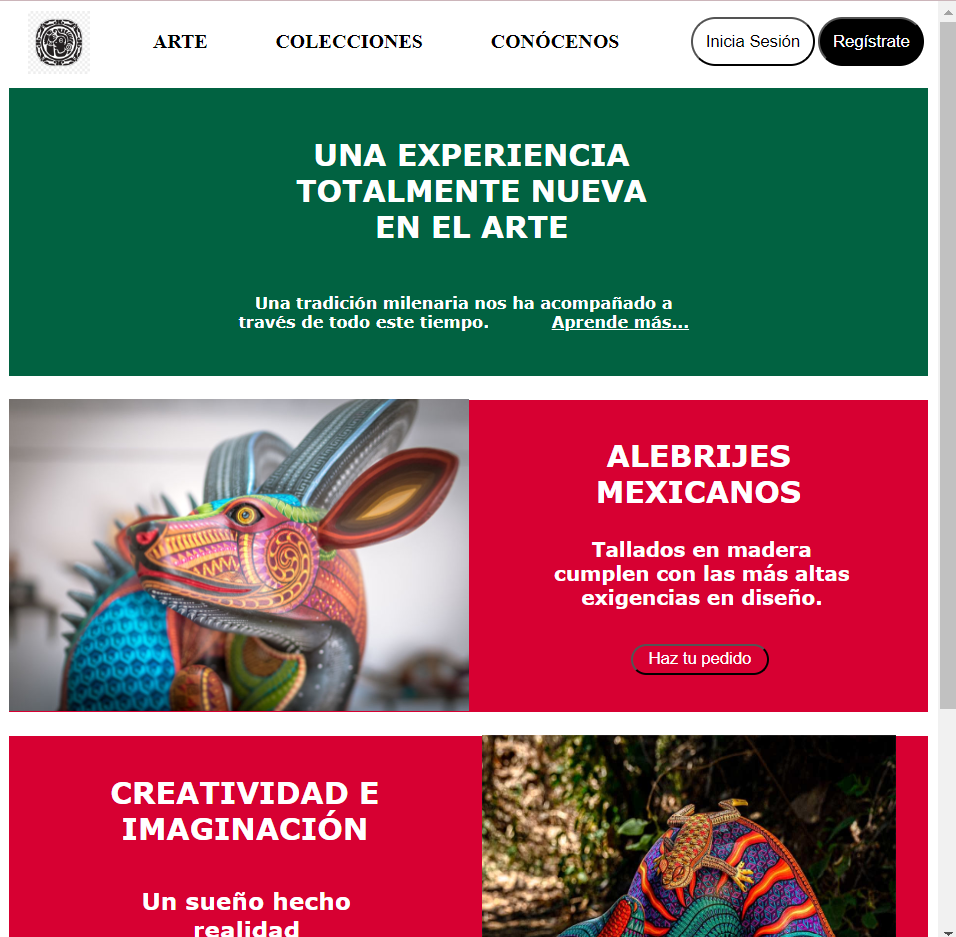 ARTE COLECCIONES CONÓCENOS Inicia Sesión Regístrate
UNA EXPERIENCIA
TOTALMENTE NUEVA
EN EL ARTE
Una tradición milenaria nos ha acompañado a
través de todo este tiempo. Aprende más...
ALEBRIJES
MEXICANOS
Tallados en madera
cumplen con las más altas
exigencias en diseño.
Haz tu pedido
CREATIVIDAD E
IMAGINACIÓN
Un sueño hecho
realidad